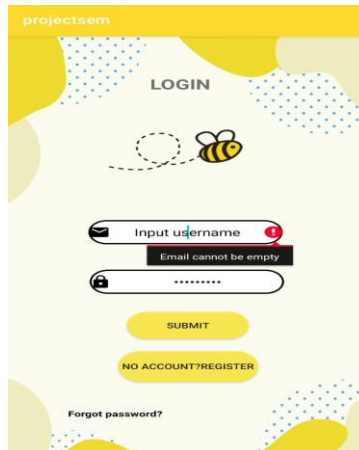 projectsem
LOGIN
Input username
Email cannot be empty
•••••••••
SUBMIT
NO ACCOUNT?REGISTER
Forgot password?